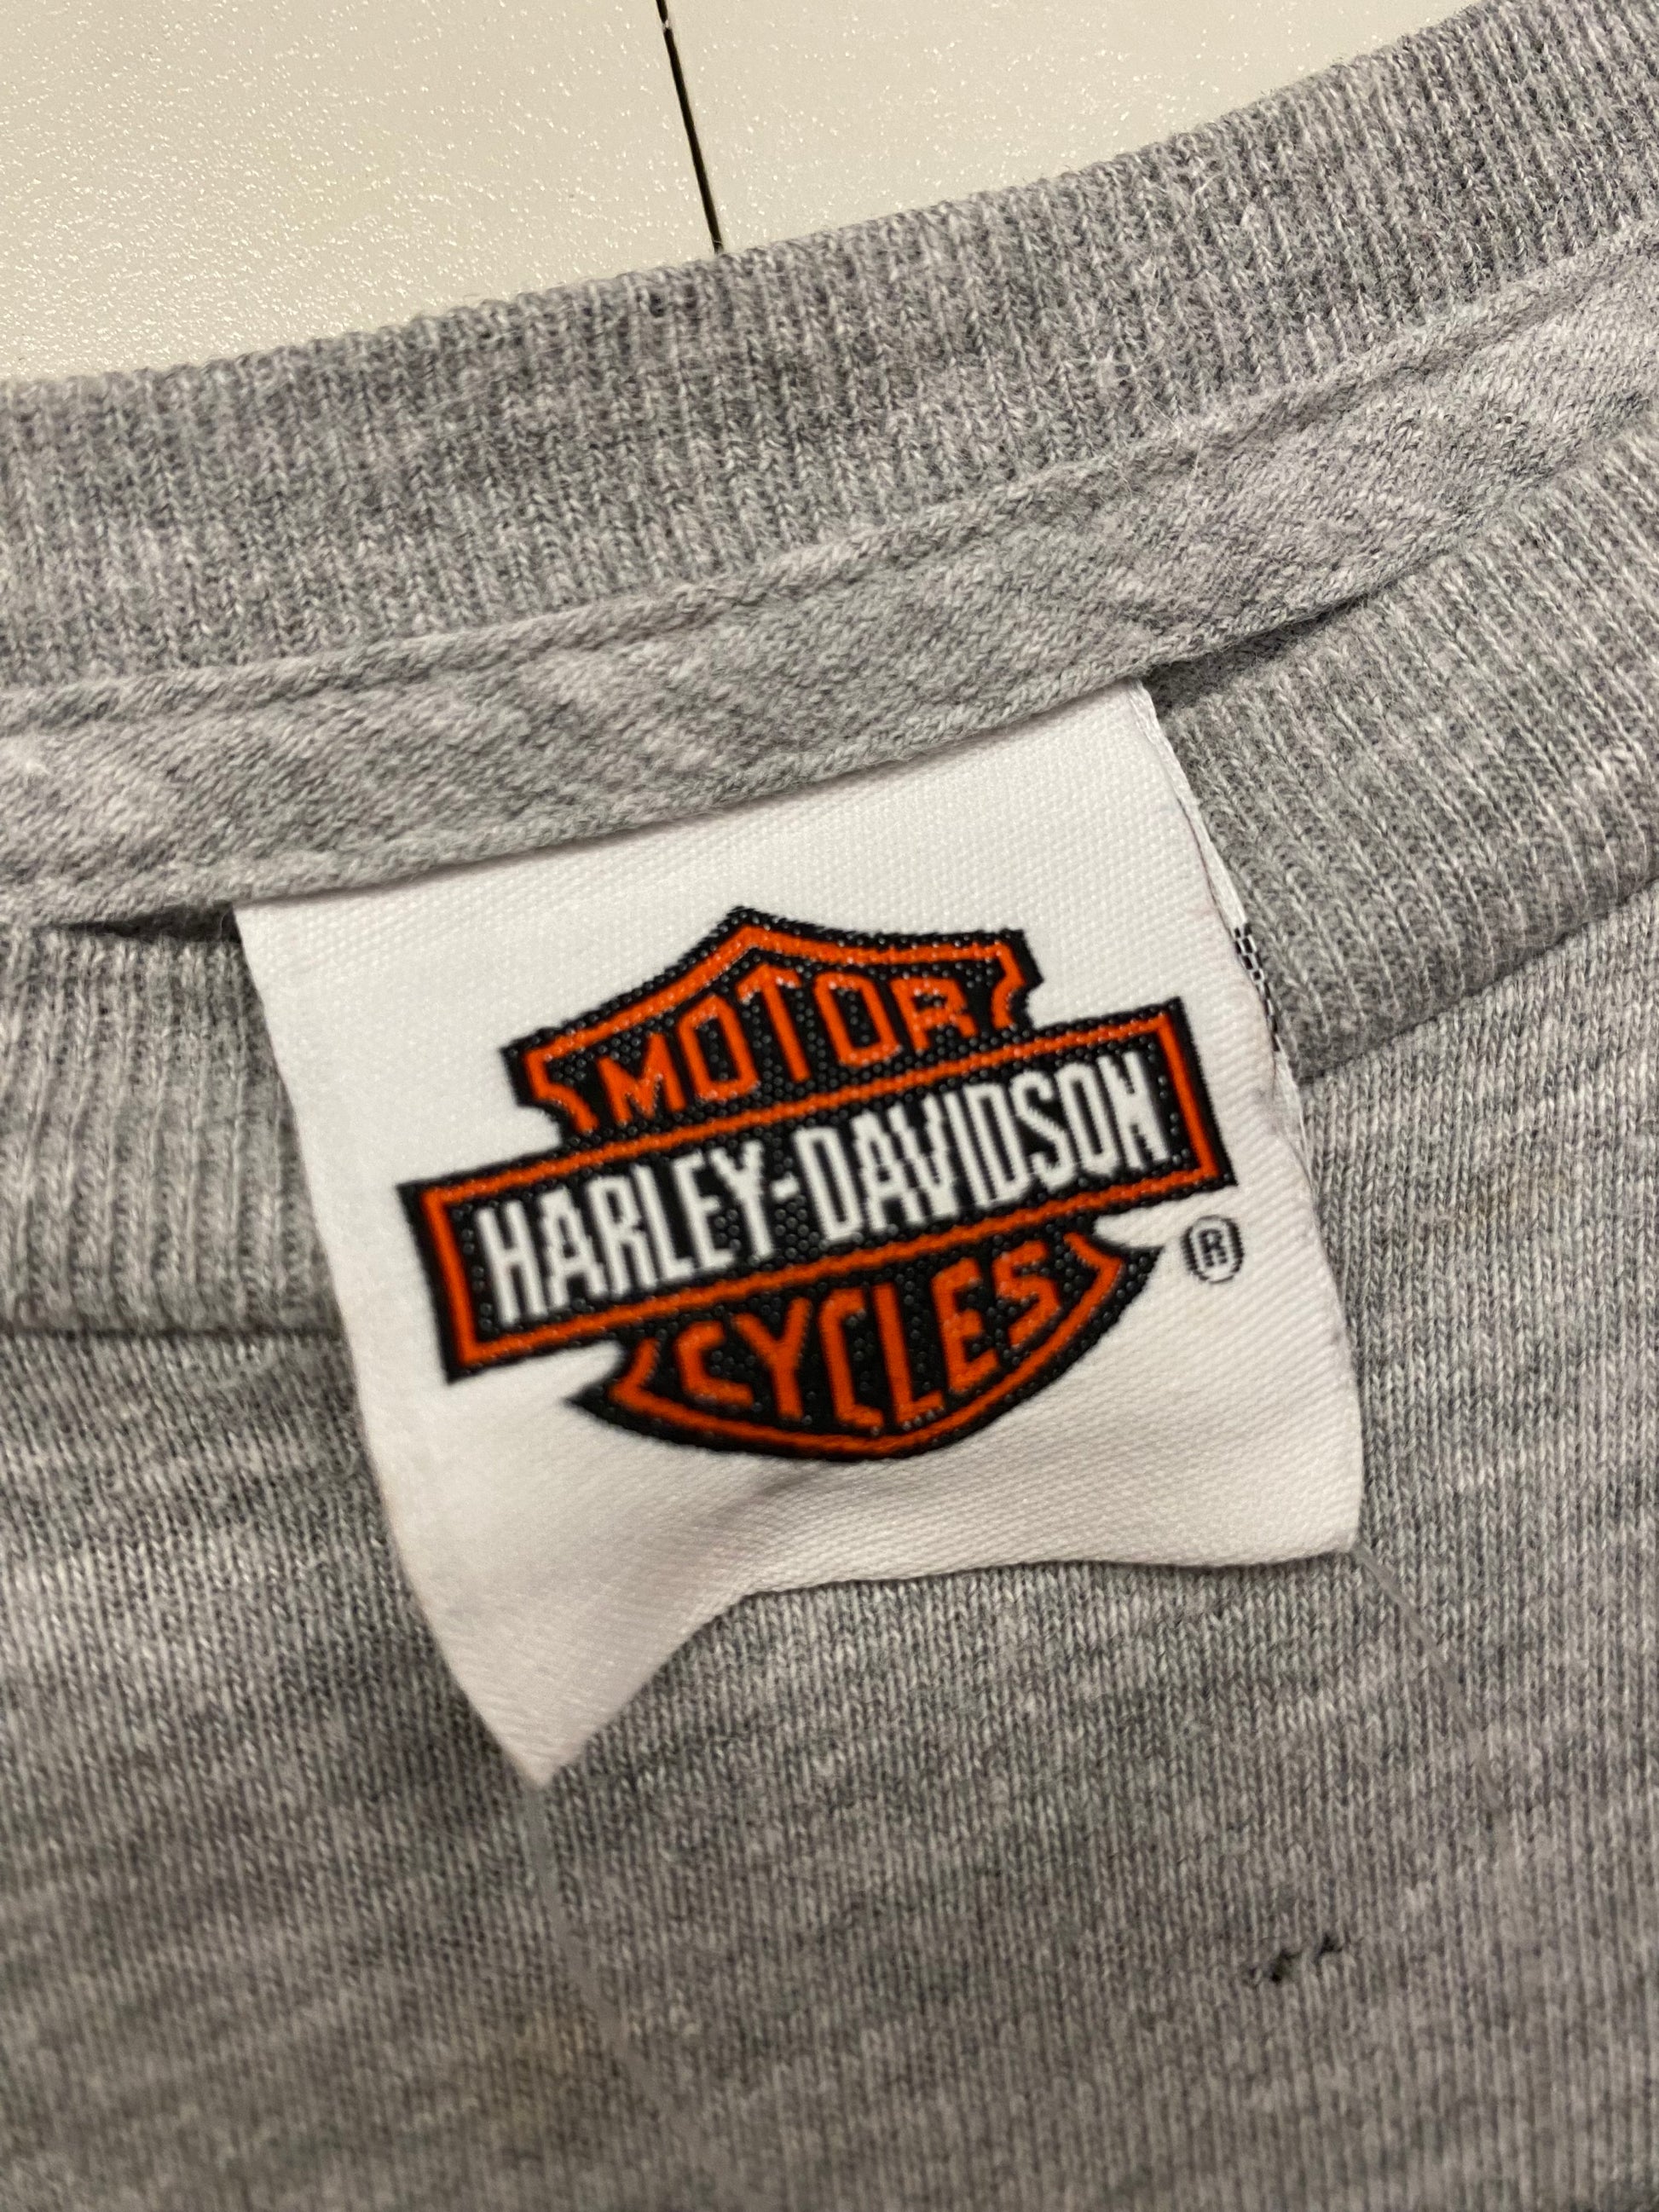 MOTOR
HARLEY-DAVIDSON
CYCLES
®